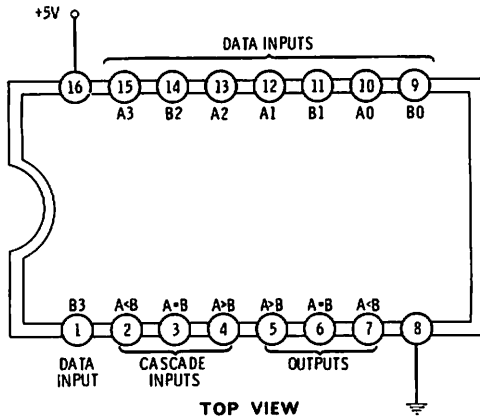 +5V
DATA INPUTS
16 15 14 13 12 11 10 9
A3 B2 A2 A1 B1 A0 B0
B3 A<B A=B A>B A>B A=B A<B
1 2 3 4 5 6 7 8
DATA INPUT
CASCADE INPUTS
OUTPUTS
TOP VIEW